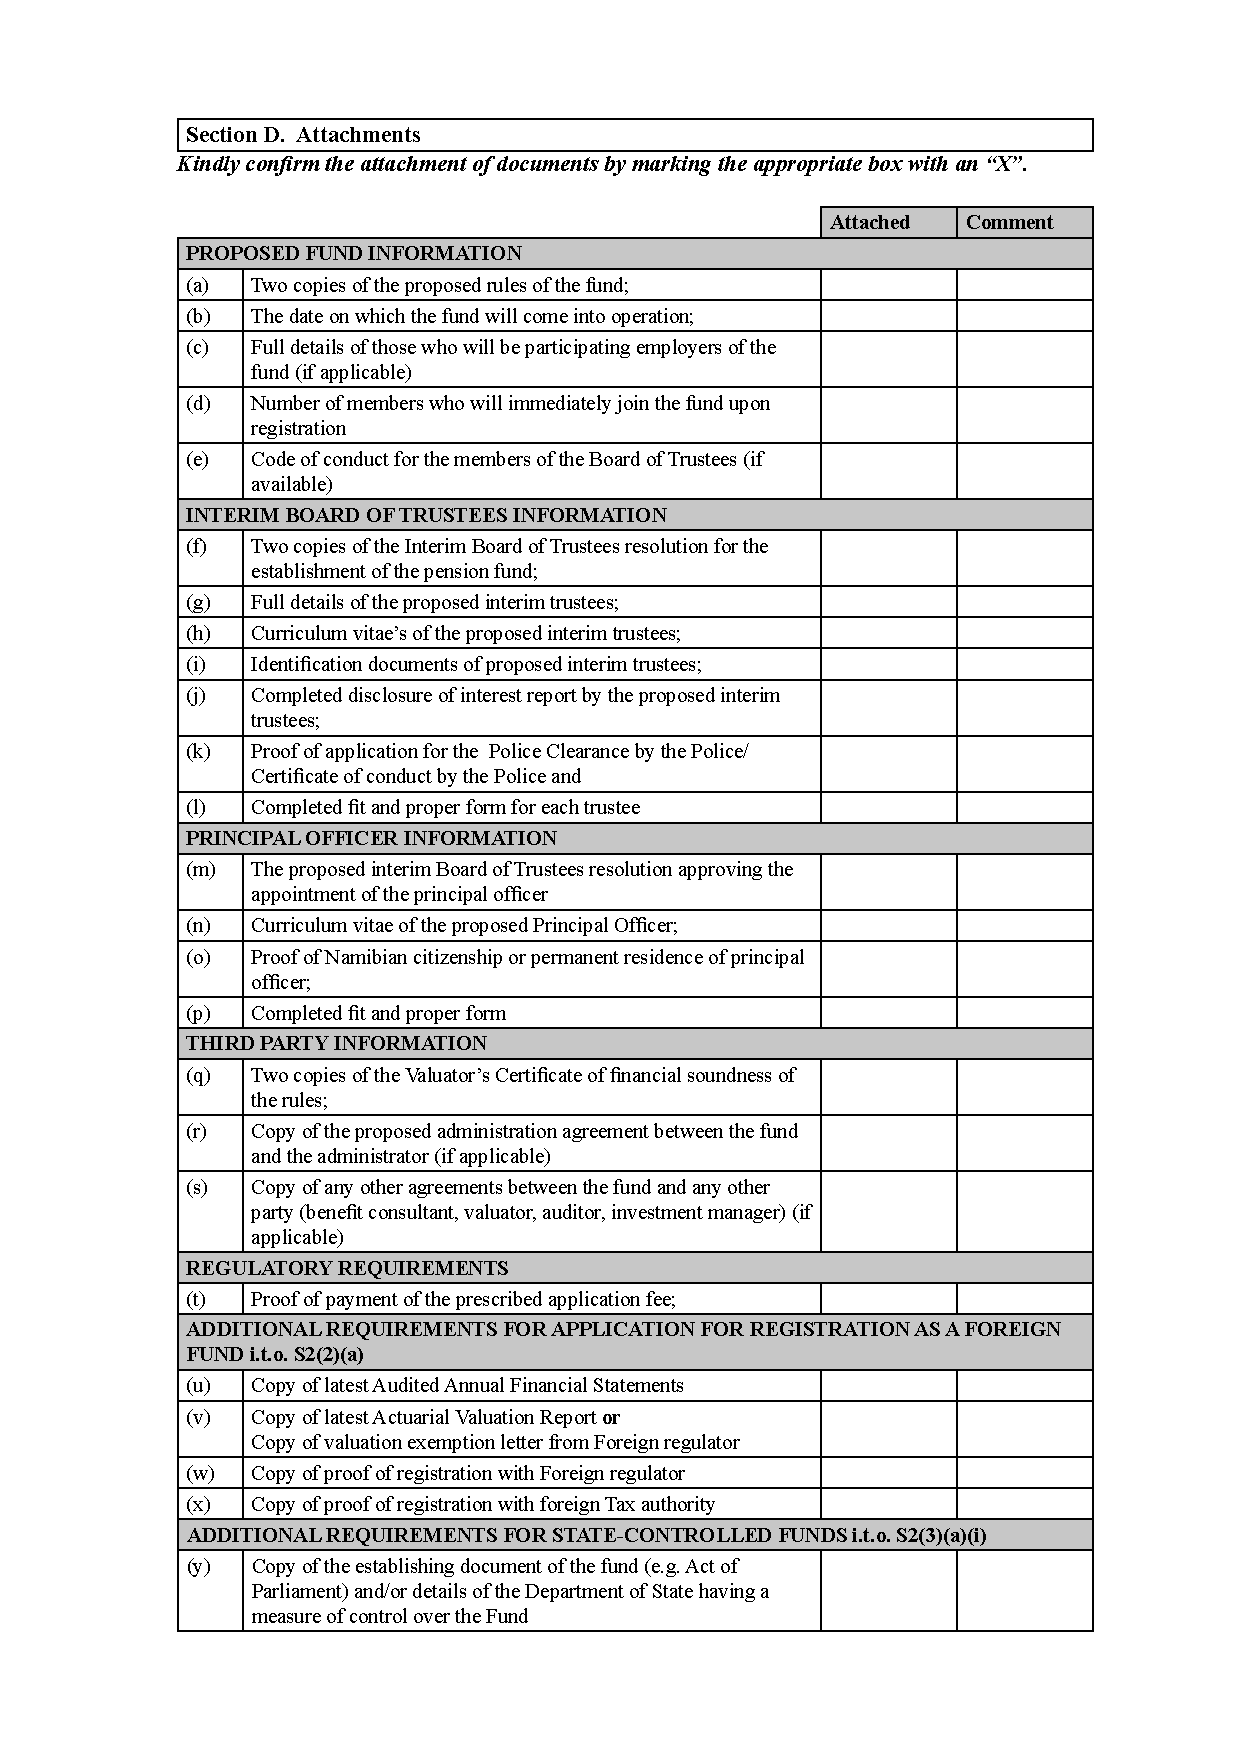 Section D.  Attachments
Kindly confirm the attachment of documents by marking the appropriate box with an “X”.
Attached Comment
PROPOSED FUND INFORMATION
(a) Two copies of the proposed rules of the fund;
(b) The date on which the fund will come into operation;
(c) Full details of those who will be participating employers of the
fund (if applicable)
(d) Number of members who will immediately join the fund upon
registration
(e) Code of conduct for the members of the Board of Trustees (if
available)
INTERIM BOARD OF TRUSTEES INFORMATION
(f) Two copies of the Interim Board of Trustees resolution for the
establishment of the pension fund;
(g) Full details of the proposed interim trustees;
(h) Curriculum vitae’s of the proposed interim trustees;
(i) Identification documents of proposed interim trustees;
(j) Completed disclosure of interest report by the proposed interim
trustees;
(k) Proof of application for the  Police Clearance by the Police/
Certificate of conduct by the Police and
(l) Completed fit and proper form for each trustee
PRINCIPAL OFFICER INFORMATION
(m) The proposed interim Board of Trustees resolution approving the
appointment of the principal officer
(n) Curriculum vitae of the proposed Principal Officer;
(o) Proof of Namibian citizenship or permanent residence of principal
officer;
(p) Completed fit and proper form
THIRD PARTY INFORMATION
(q) Two copies of the Valuator’s Certificate of financial soundness of
the rules;
(r) Copy of the proposed administration agreement between the fund
and the administrator (if applicable)
(s) Copy of any other agreements between the fund and any other
party (benefit consultant, valuator, auditor, investment manager) (if
applicable)
REGULATORY REQUIREMENTS
(t) Proof of payment of the prescribed application fee;
ADDITIONAL REQUIREMENTS FOR APPLICATION FOR REGISTRATION AS A FOREIGN
FUND i.t.o. S2(2)(a)
(u) Copy of latest Audited Annual Financial Statements
(v) Copy of latest Actuarial Valuation Report or
Copy of valuation exemption letter from Foreign regulator
(w) Copy of proof of registration with Foreign regulator
(x) Copy of proof of registration with foreign Tax authority
ADDITIONAL REQUIREMENTS FOR STATE-CONTROLLED FUNDS i.t.o. S2(3)(a)(i)
(y) Copy of the establishing document of the fund (e.g. Act of
Parliament) and/or details of the Department of State having a
measure of control over the Fund